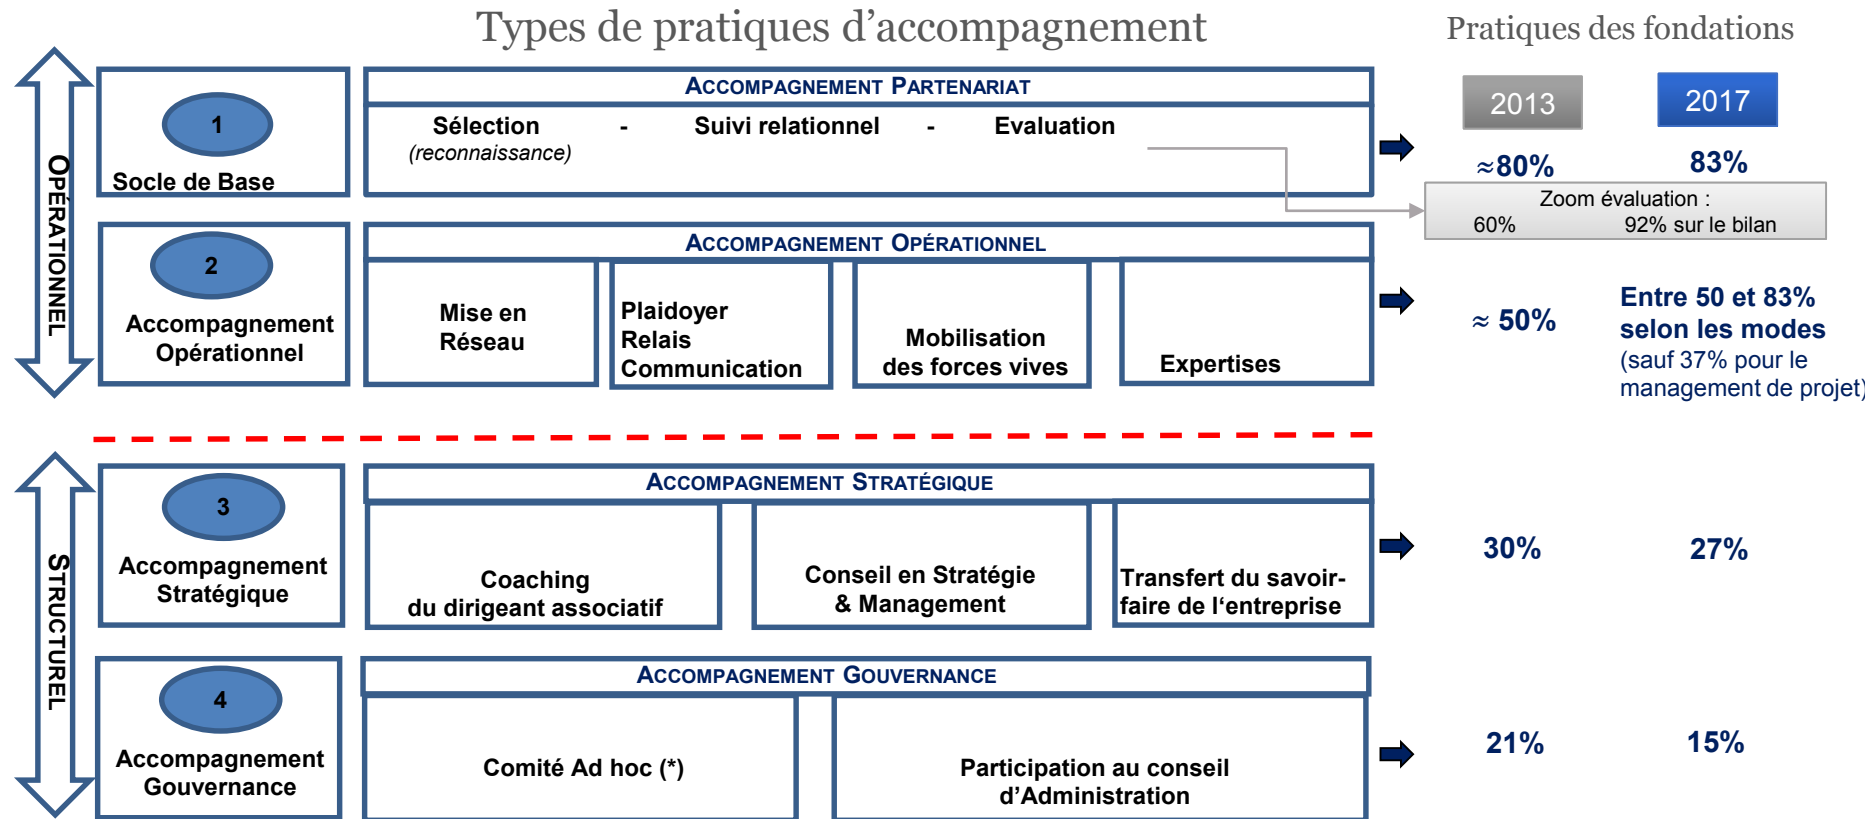 Types de pratiques d’accompagnement
Pratiques des fondations
2013
2017
OPÉRATIONNEL
1
Socle de Base
ACCOMPAGNEMENT PARTENARIAT
Sélection - Suivi relationnel - Evaluation
(reconnaissance)
≈80%
83%
Zoom évaluation :
60% 92% sur le bilan
2
Accompagnement
Opérationnel
ACCOMPAGNEMENT OPÉRATIONNEL
Mise en
Réseau
Plaidoyer
Relais
Communication
Mobilisation
des forces vives
Expertises
≈ 50%
Entre 50 et 83%
selon les modes
(sauf 37% pour le
management de projet)
STRUCTUREL
3
Accompagnement
Stratégique
ACCOMPAGNEMENT STRATÉGIQUE
Coaching
du dirigeant associatif
Conseil en Stratégie
& Management
Transfert du savoir-
faire de l‘entreprise
30%
27%
4
Accompagnement
Gouvernance
ACCOMPAGNEMENT GOUVERNANCE
Comité Ad hoc (*)
Participation au conseil
d’Administration
21%
15%